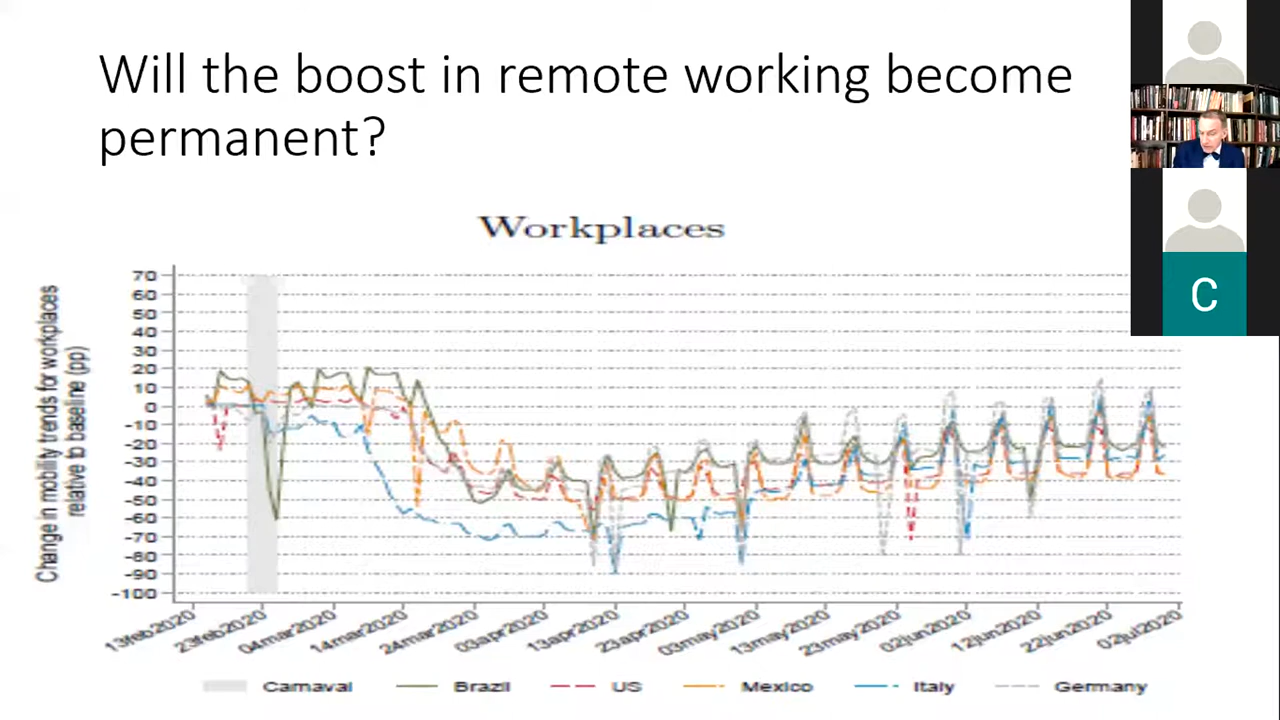 Will the boost in remote working become
permanent?
C
Workplaces
Change in mobility trends for workplaces
relative to baseline (pp)
70
60
50
40
30
20
10
0
-10
-20
-30
-40
-50
-60
-70
-80
-90
-100
13feb2020 23feb2020 04mar2020 14mar2020 24mar2020 03apr2020 13apr2020 23apr2020 03may2020 13may2020 23may2020 02jun2020 12jun2020 22jun2020 02jul2020
Carnaval Brazil US Mexico Italy Germany